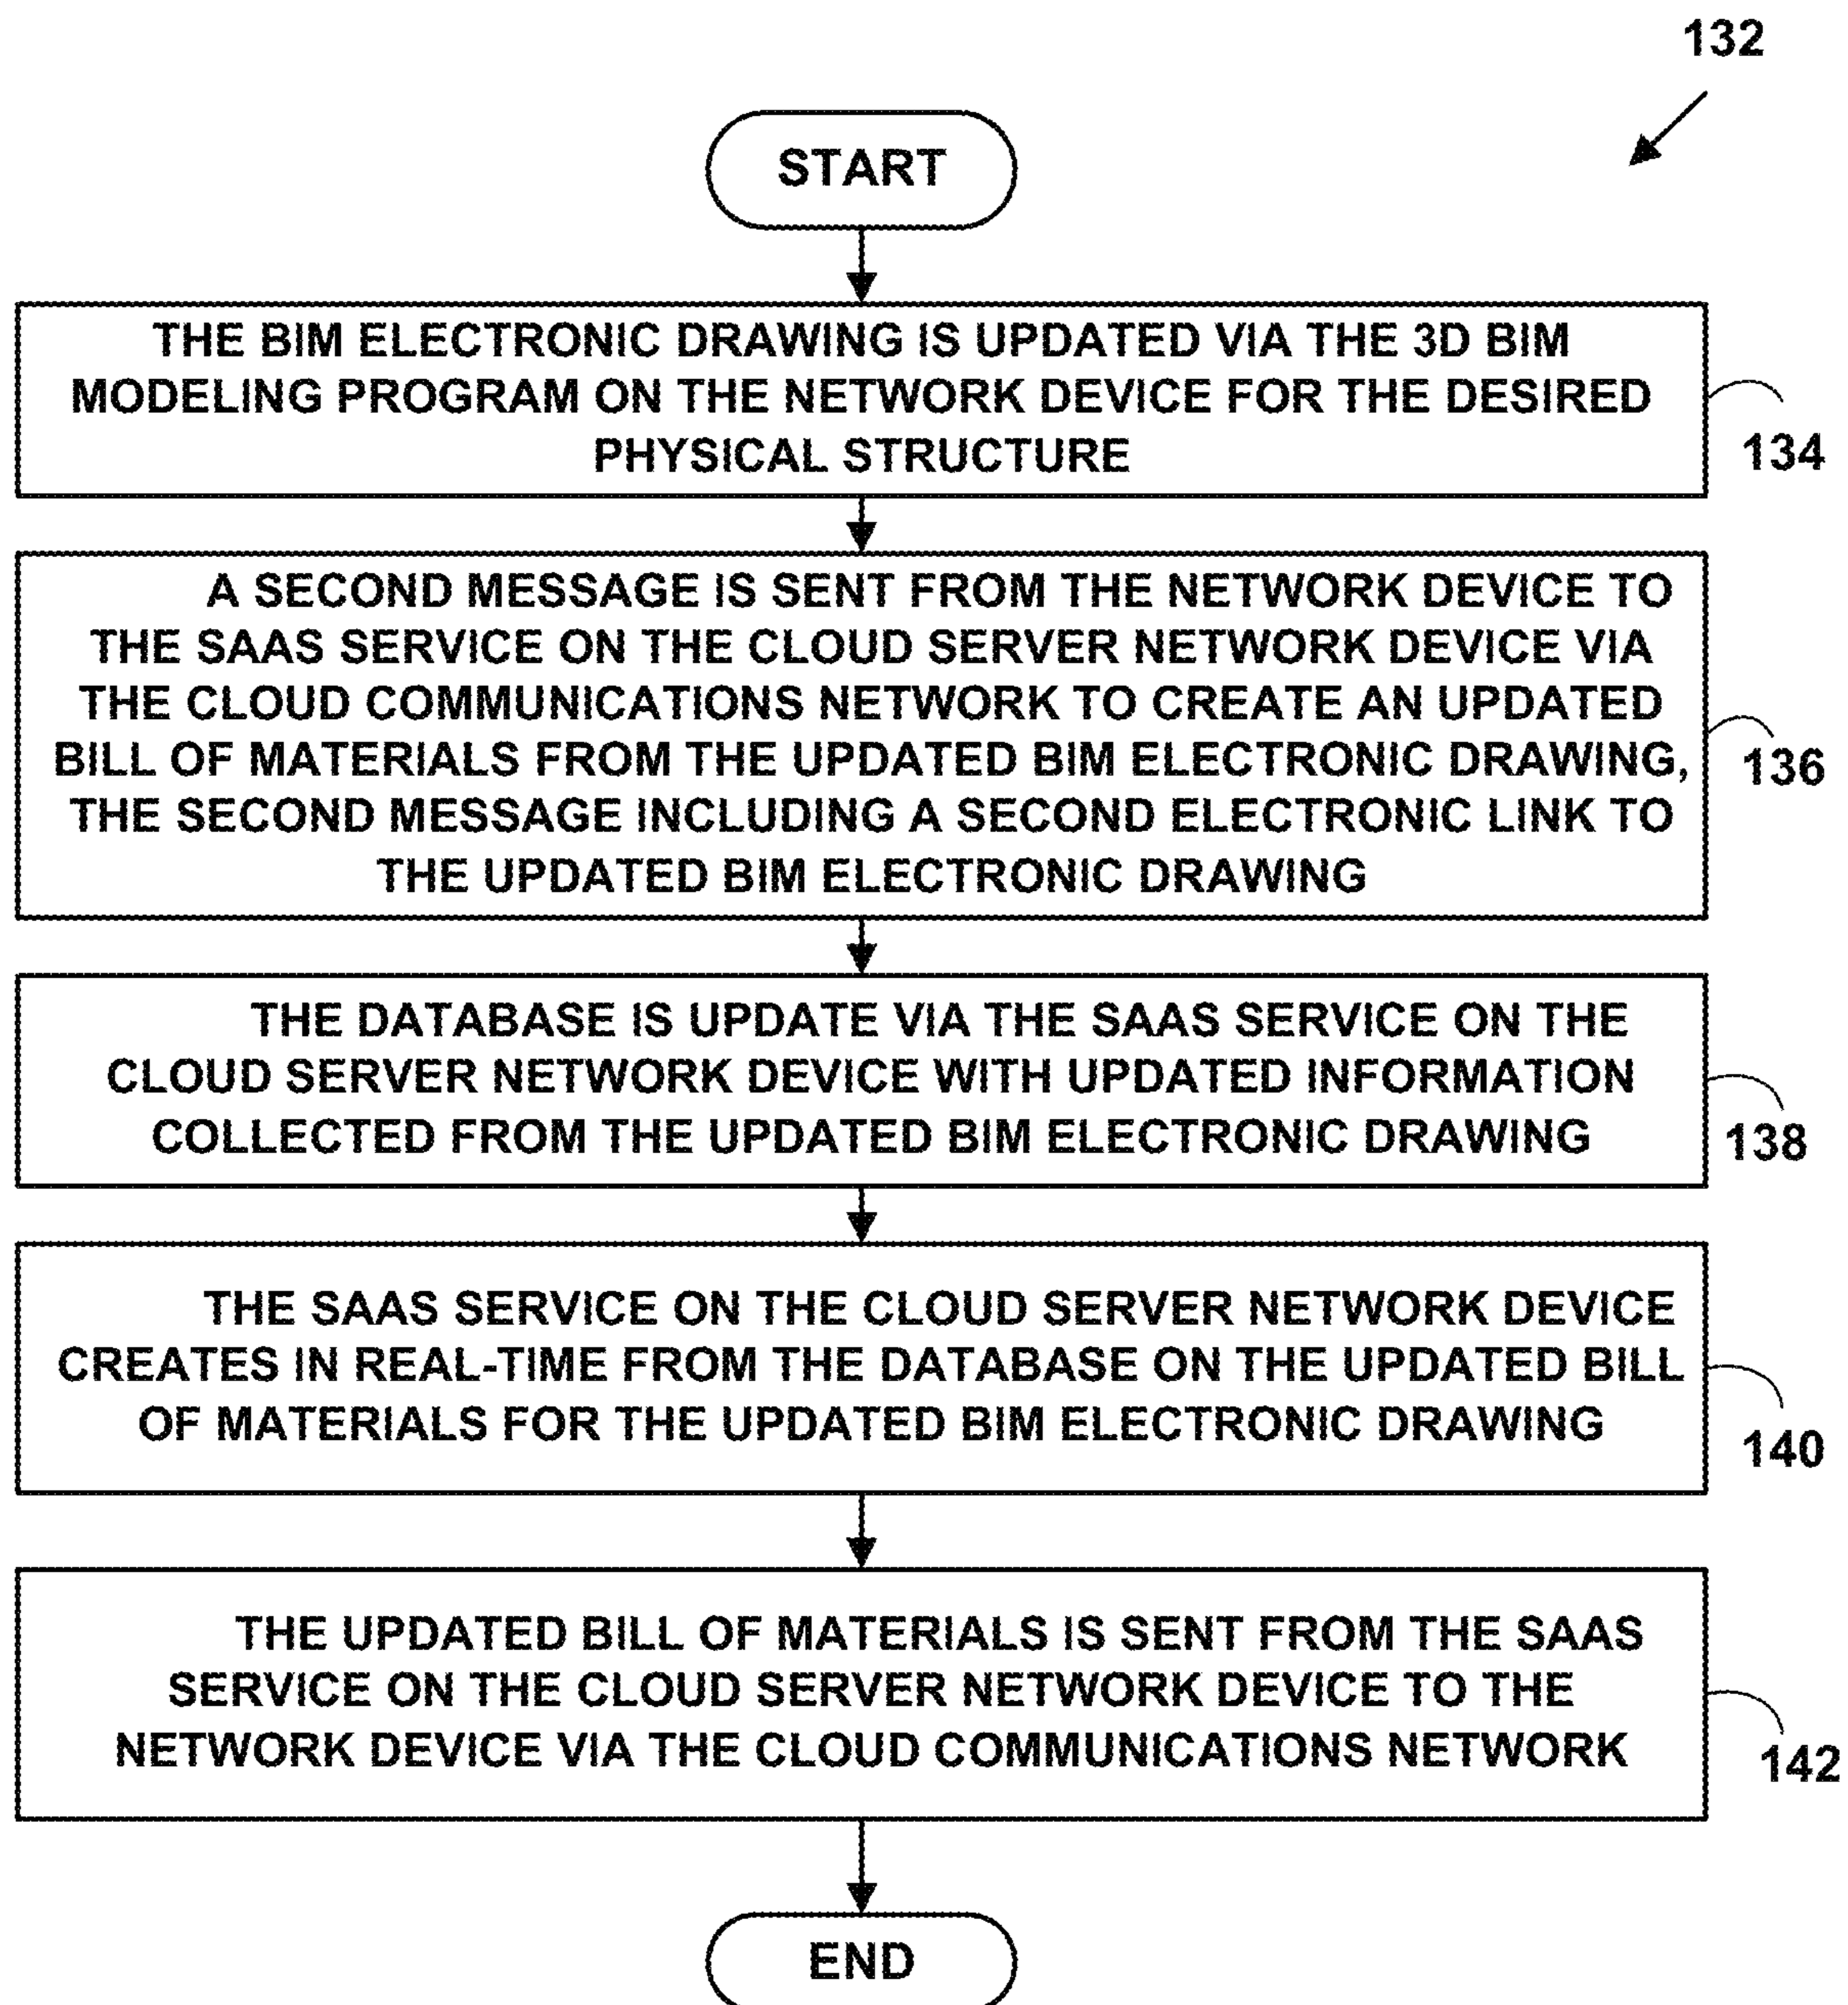 132
START
THE BIM ELECTRONIC DRAWING IS UPDATED VIA THE 3D BIM
MODELING PROGRAM ON THE NETWORK DEVICE FOR THE DESIRED
PHYSICAL STRUCTURE
134
A SECOND MESSAGE IS SENT FROM THE NETWORK DEVICE TO
THE SAAS SERVICE ON THE CLOUD SERVER NETWORK DEVICE VIA
THE CLOUD COMMUNICATIONS NETWORK TO CREATE AN UPDATED
BILL OF MATERIALS FROM THE UPDATED BIM ELECTRONIC DRAWING,
THE SECOND MESSAGE INCLUDING A SECOND ELECTRONIC LINK TO
THE UPDATED BIM ELECTRONIC DRAWING
136
THE DATABASE IS UPDATE VIA THE SAAS SERVICE ON THE
CLOUD SERVER NETWORK DEVICE WITH UPDATED INFORMATION
COLLECTED FROM THE UPDATED BIM ELECTRONIC DRAWING
138
THE SAAS SERVICE ON THE CLOUD SERVER NETWORK DEVICE
CREATES IN REAL-TIME FROM THE DATABASE ON THE UPDATED BILL
OF MATERIALS FOR THE UPDATED BIM ELECTRONIC DRAWING
140
THE UPDATED BILL OF MATERIALS IS SENT FROM THE SAAS
SERVICE ON THE CLOUD SERVER NETWORK DEVICE TO THE
NETWORK DEVICE VIA THE CLOUD COMMUNICATIONS NETWORK
142
END